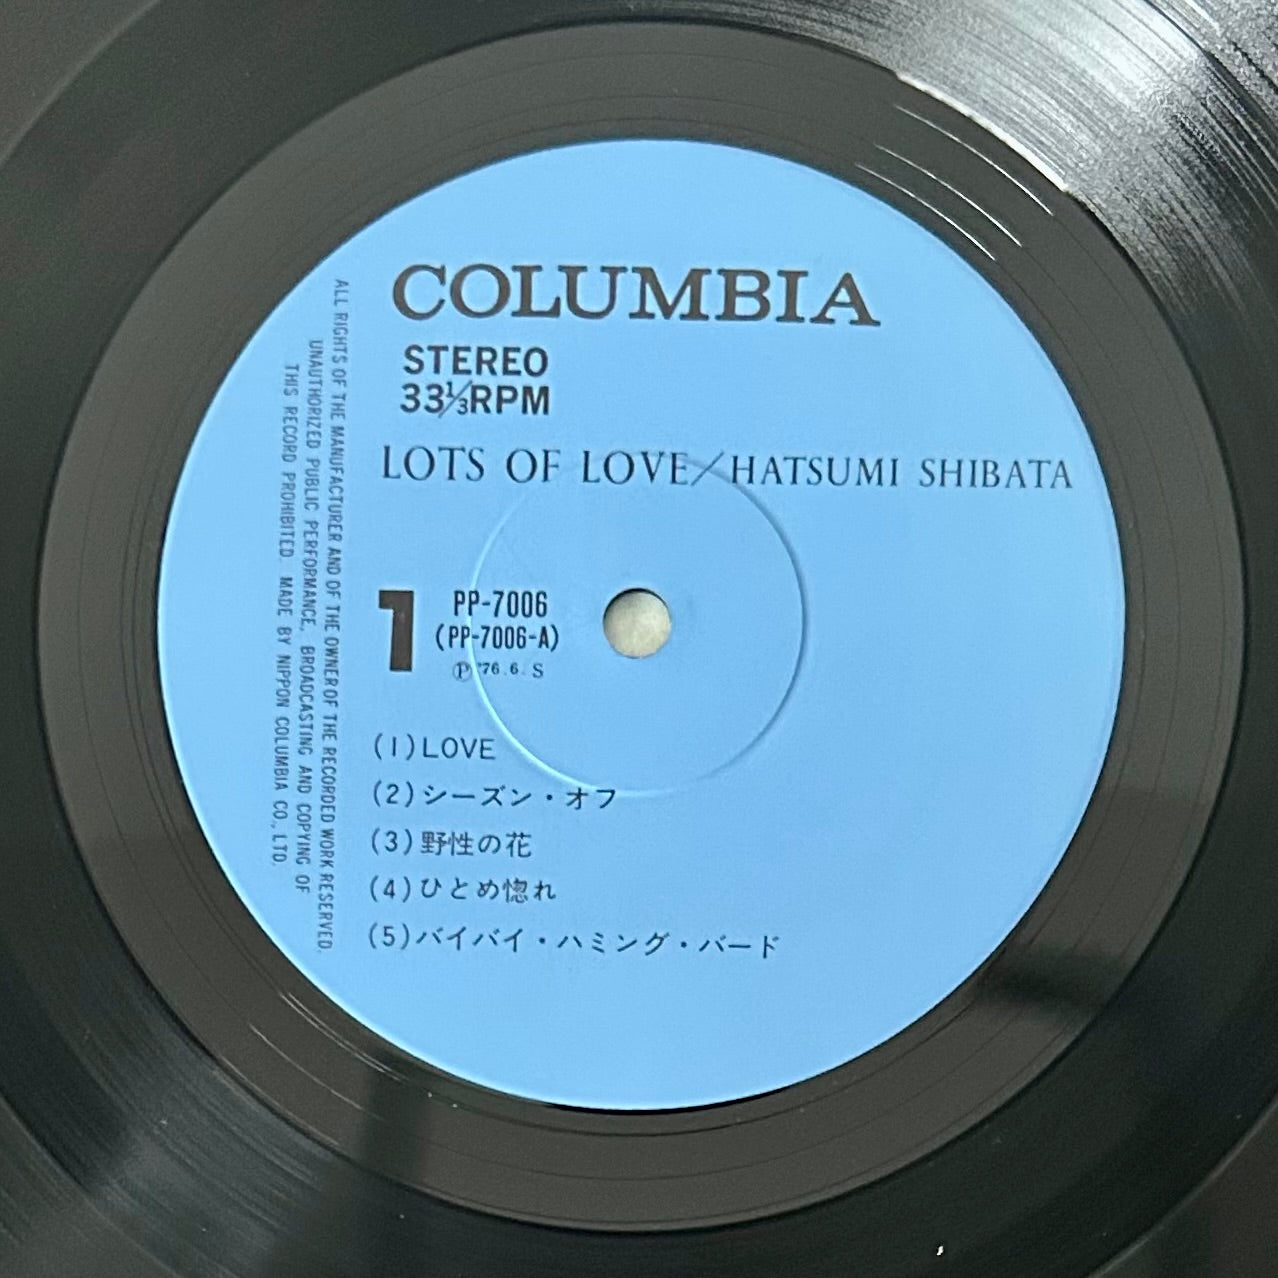 COLUMBIA
STEREO
33⅓RPM
LOTS OF LOVE/HATSUMI SHIBATA
1
PP-7006
(PP-7006-A)
Ⓟ'76.6. S
(1)LOVE
(2)シーズン・オフ
(3)野性の花
(4)ひとめ惚れ
(5)バイバイ・ハミング・バード
ALL RIGHTS OF THE MANUFACTURER AND OF THE OWNER OF THE RECORDED WORK RESERVED.
UNAUTHORIZED PUBLIC PERFORMANCE, BROADCASTING AND COPYING OF
THIS RECORD PROHIBITED. MADE BY NIPPON COLUMBIA CO., LTD.